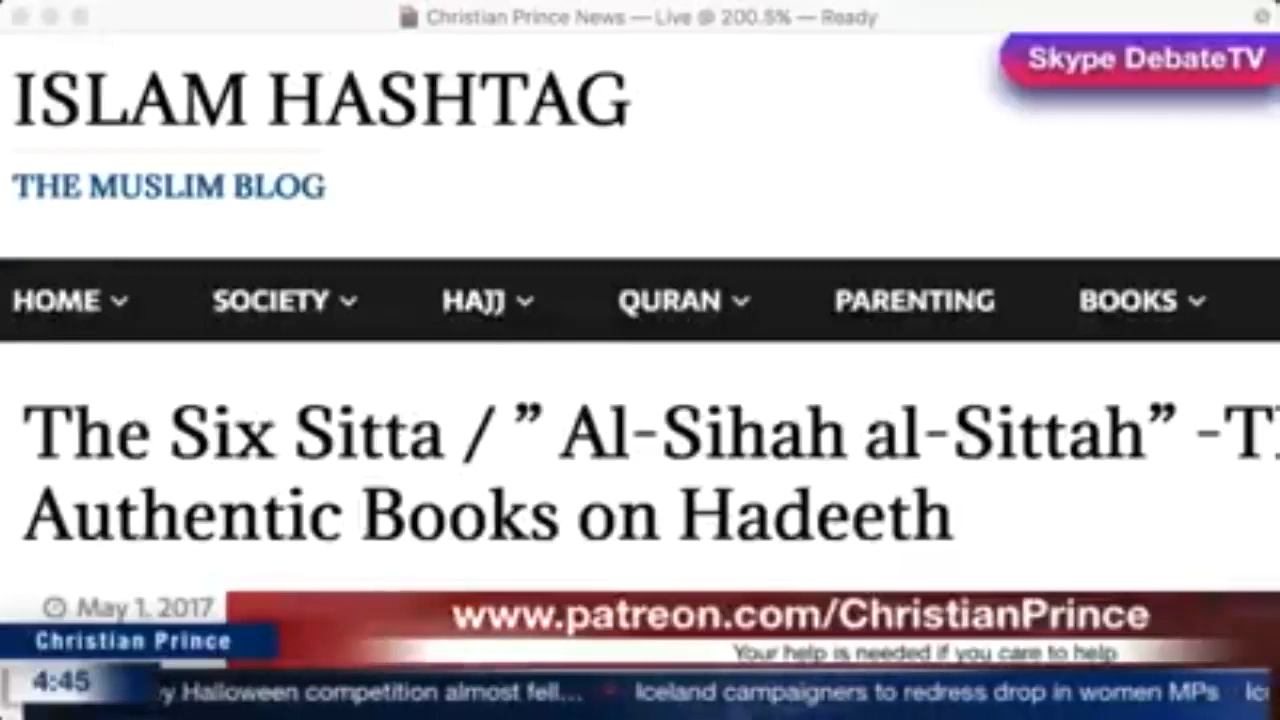 Christian Prince News — Live @ 200.5% — Ready
Skype DebateTV
ISLAM HASHTAG
THE MUSLIM BLOG
HOME SOCIETY HAJJ QURAN PARENTING BOOKS
The Six Sitta / ” Al-Sihah al-Sittah” -T
Authentic Books on Hadeeth
May 1, 2017
www.patreon.com/ChristianPrince
Christian Prince
Your help is needed if you care to help
4:45
y Halloween competition almost fell... Iceland campaigners to redress drop in women MPs Ic